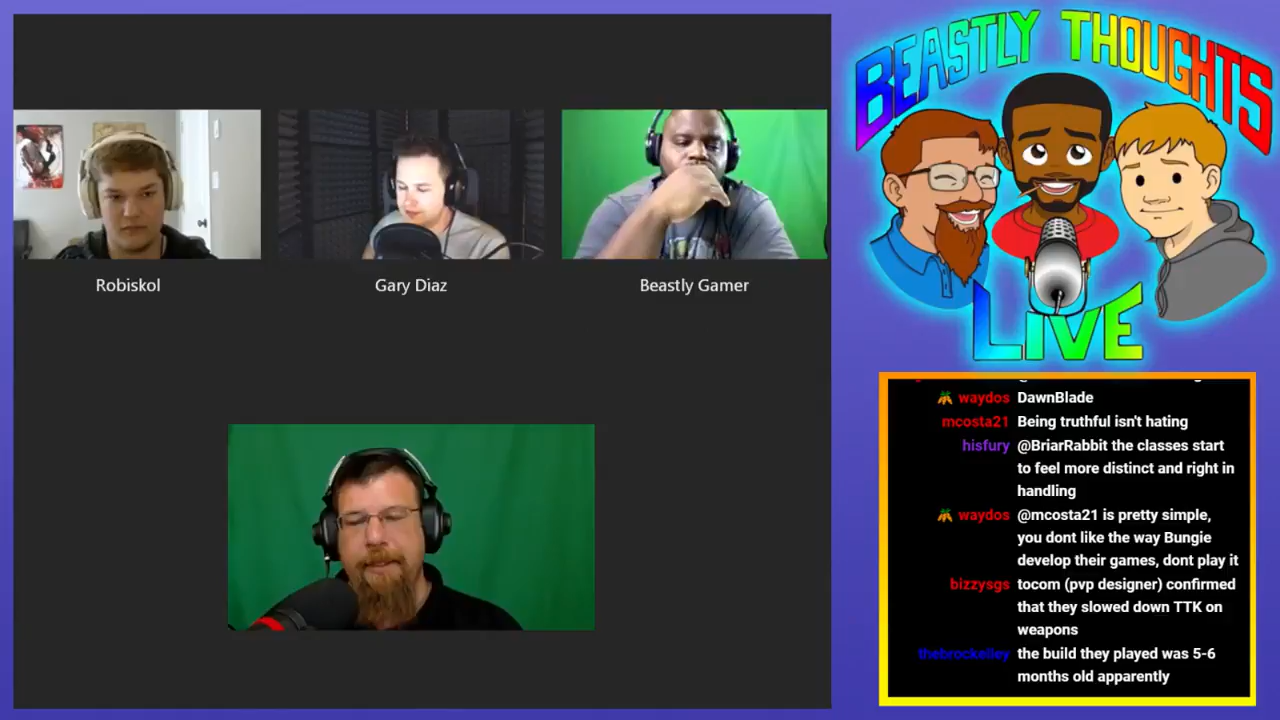 BEASTLY THOUGHTS
LIVE
Robiskol
Gary Diaz
Beastly Gamer
waydos DawnBlade
mcosta21 Being truthful isn't hating
hisfury @BriarRabbit the classes start
to feel more distinct and right in
handling
waydos @mcosta21 is pretty simple,
you dont like the way Bungie
develop their games, dont play it
bizzysgs tocom (pvp designer) confirmed
that they slowed down TTK on
weapons
thebrockelley the build they played was 5-6
months old apparently